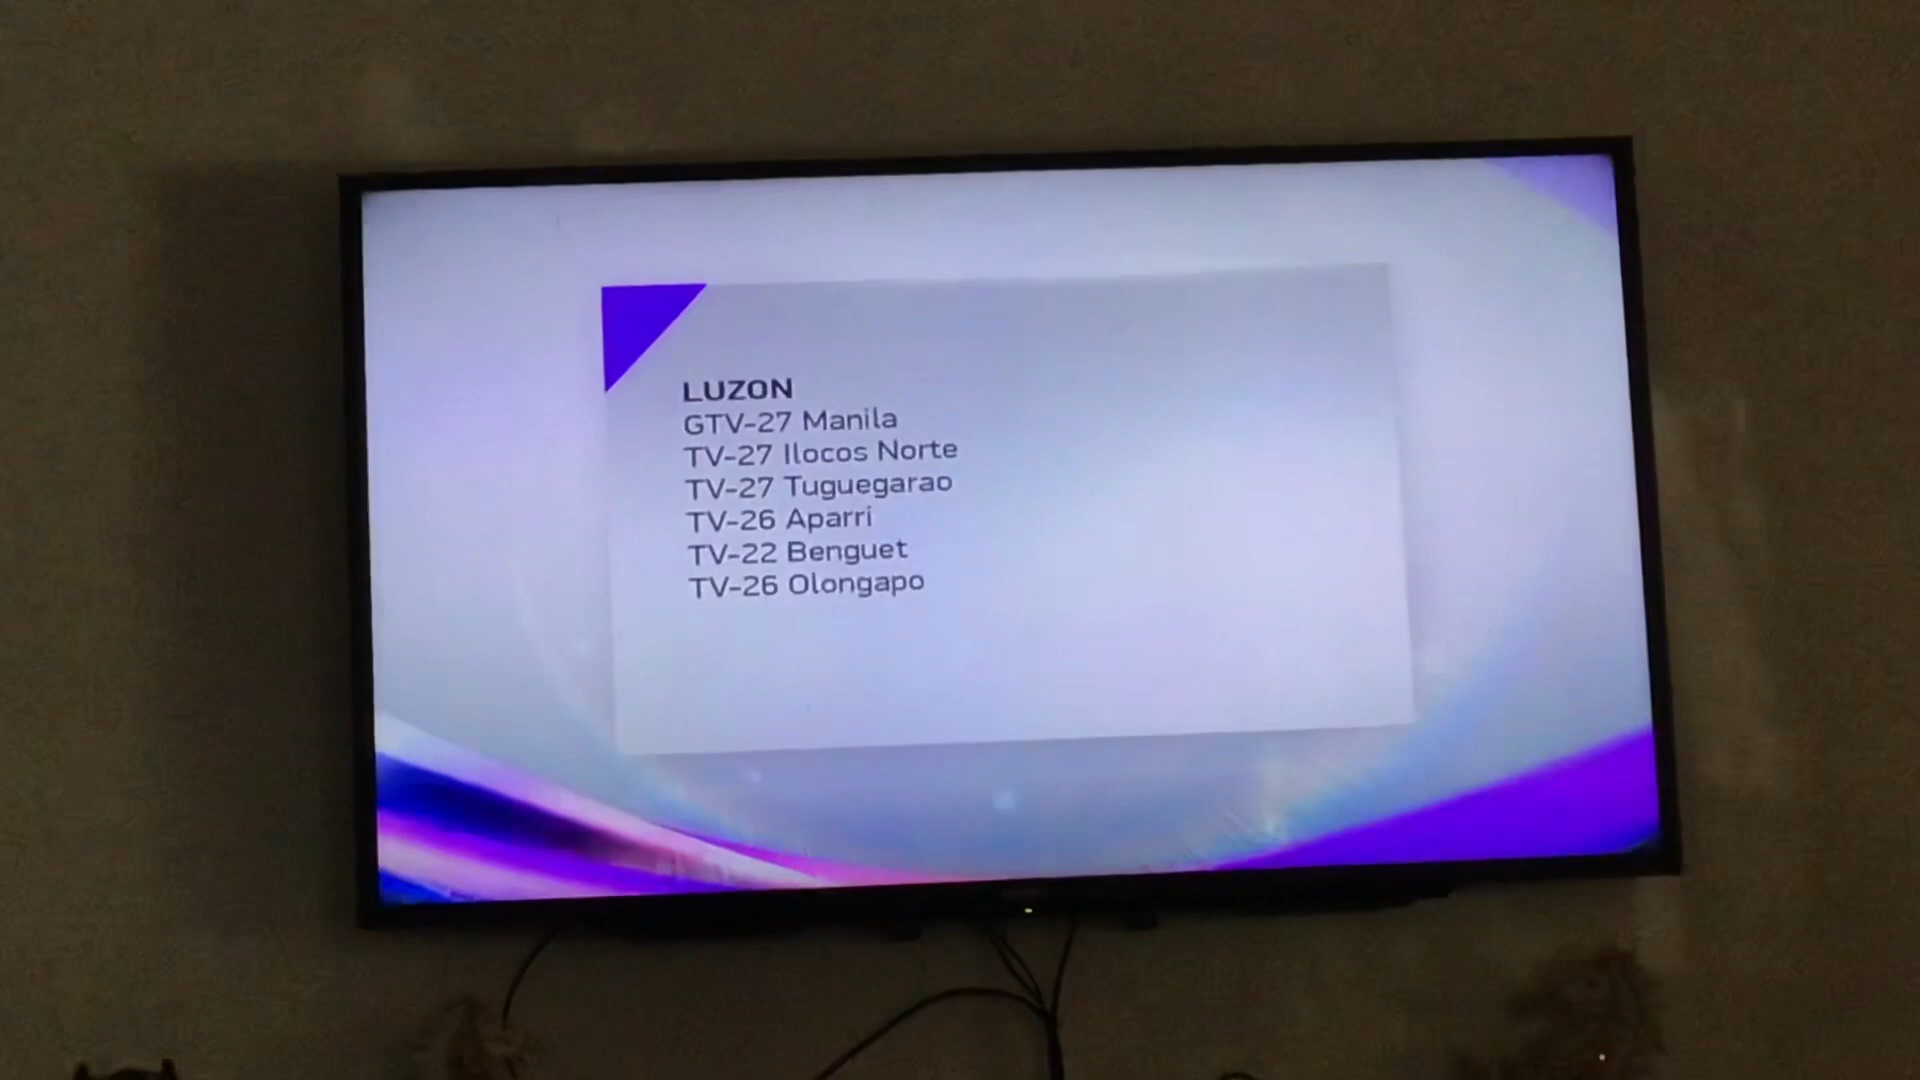 LUZON
GTV-27 Manila
TV-27 Ilocos Norte
TV-27 Tuguegarao
TV-26 Aparri
TV-22 Benguet
TV-26 Olongapo